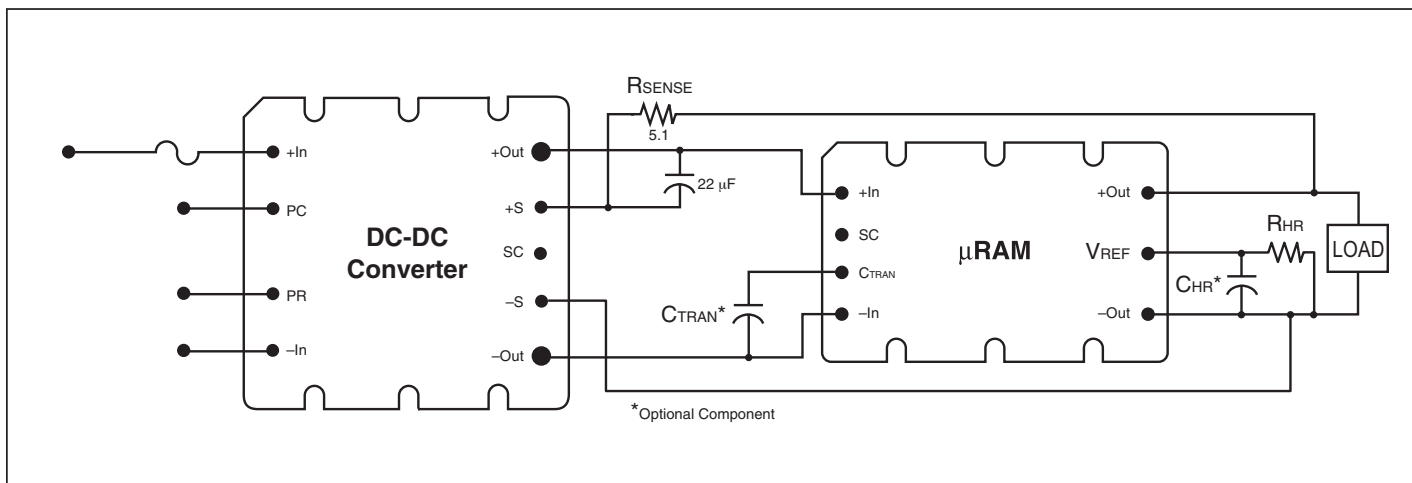 RSENSE
5.1
+In
PC
PR
–In
DC-DC
Converter
+Out
+S
SC
–S
–Out
22 µF
CTRAN*
*Optional Component
+In
SC
CTRAN
–In
µRAM
+Out
VREF
–Out
RHR
CHR*
LOAD